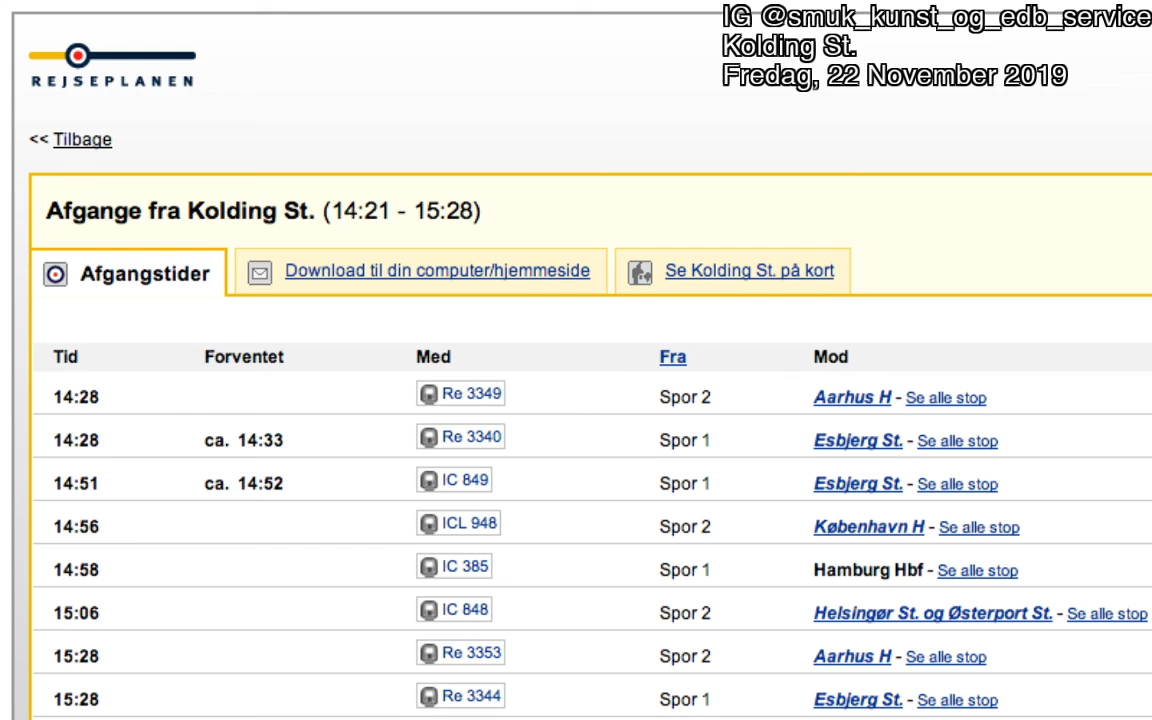 IG @smuk_kunst_og_edb_service
Kolding St.
Fredag, 22 November 2019
REJSEPLANEN
<< Tilbage
Afgange fra Kolding St. (14:21 - 15:28)
Afgangstider Download til din computer/hjemmeside Se Kolding St. på kort
Tid Forventet Med Fra Mod
14:28 Re 3349 Spor 2 Aarhus H - Se alle stop
14:28 ca. 14:33 Re 3340 Spor 1 Esbjerg St. - Se alle stop
14:51 ca. 14:52 IC 849 Spor 1 Esbjerg St. - Se alle stop
14:56 ICL 948 Spor 2 København H - Se alle stop
14:58 IC 385 Spor 1 Hamburg Hbf - Se alle stop
15:06 IC 848 Spor 2 Helsingør St. og Østerport St. - Se alle stop
15:28 Re 3353 Spor 2 Aarhus H - Se alle stop
15:28 Re 3344 Spor 1 Esbjerg St. - Se alle stop